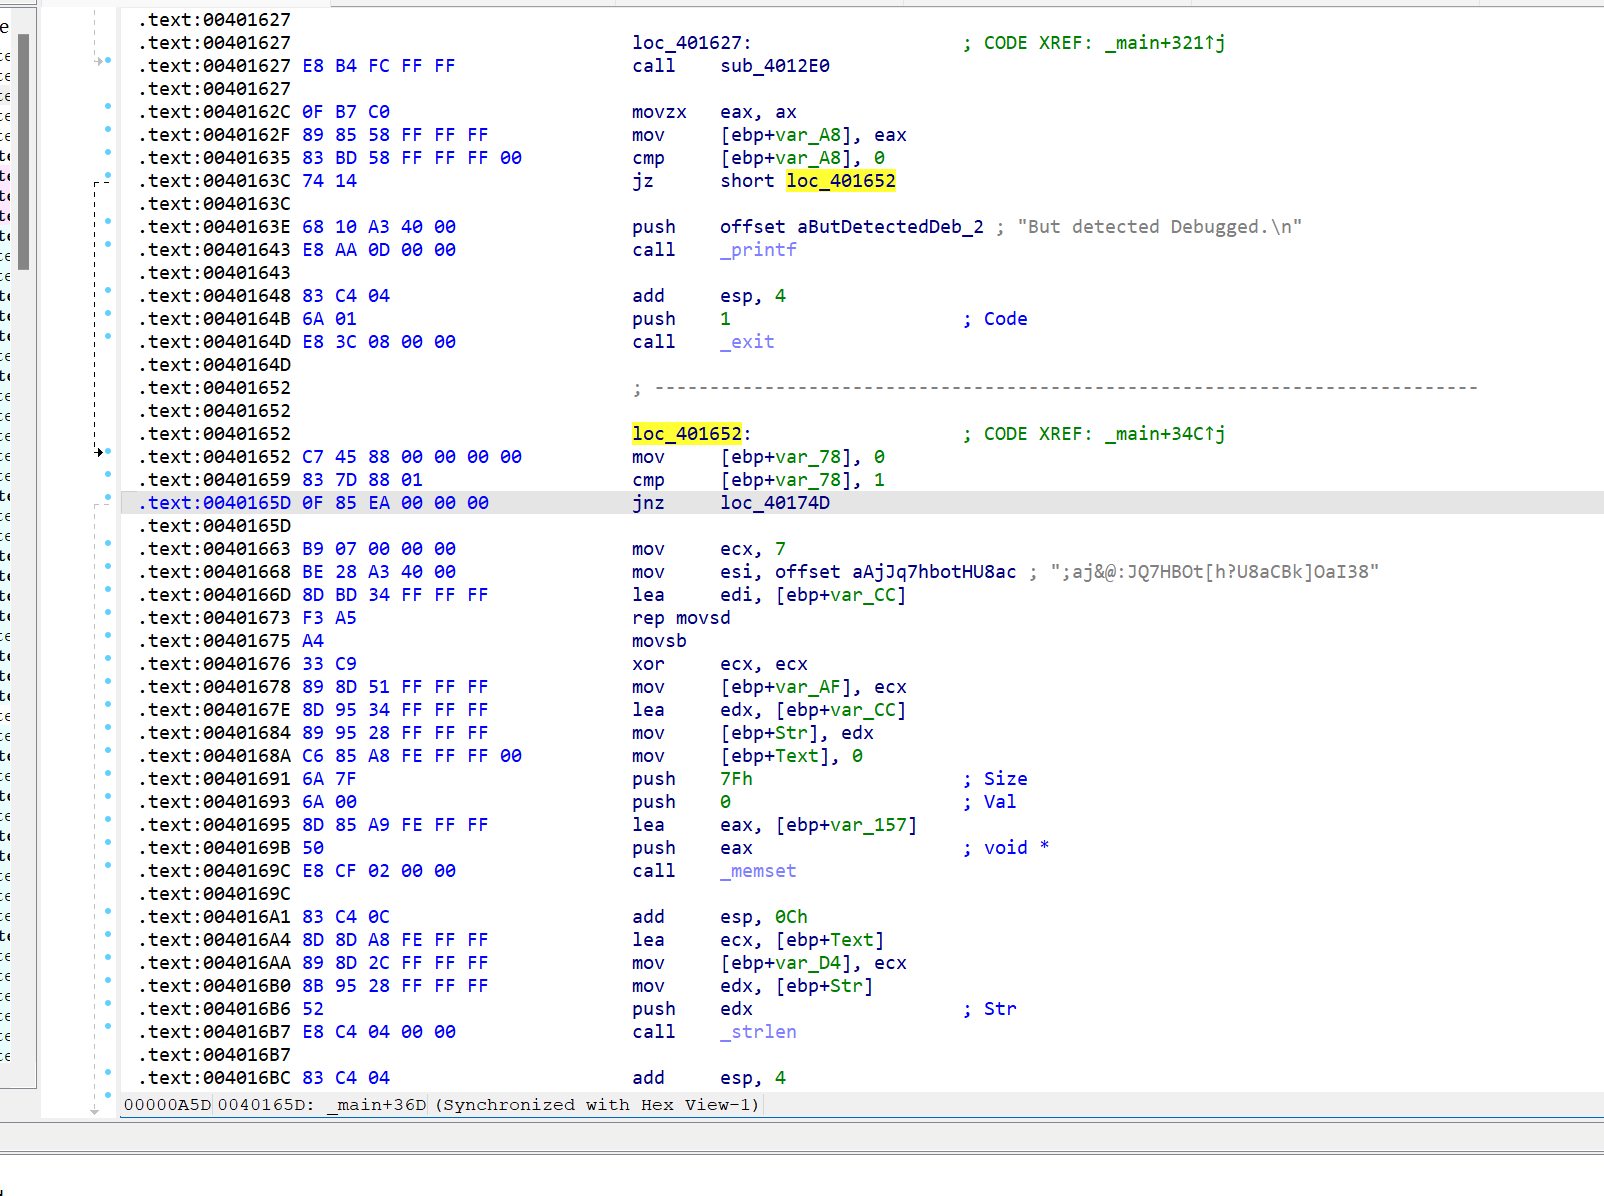 .text:00401627
.text:00401627 loc_401627: ; CODE XREF: _main+321↑j
.text:00401627 E8 B4 FC FF FF call sub_4012E0
.text:00401627
.text:0040162C 0F B7 C0 movzx eax, ax
.text:0040162F 89 85 58 FF FF FF mov [ebp+var_A8], eax
.text:00401635 83 BD 58 FF FF FF 00 cmp [ebp+var_A8], 0
.text:0040163C 74 14 jz short loc_401652
.text:0040163C
.text:0040163E 68 10 A3 40 00 push offset aButDetectedDeb_2 ; "But detected Debugged.\n"
.text:00401643 E8 AA 0D 00 00 call _printf
.text:00401643
.text:00401648 83 C4 04 add esp, 4
.text:0040164B 6A 01 push 1 ; Code
.text:0040164D E8 3C 08 00 00 call _exit
.text:0040164D
.text:00401652 ; ---------------------------------------------------------------------------
.text:00401652
.text:00401652 loc_401652: ; CODE XREF: _main+34C↑j
.text:00401652 C7 45 88 00 00 00 00 mov [ebp+var_78], 0
.text:00401659 83 7D 88 01 cmp [ebp+var_78], 1
.text:0040165D 0F 85 EA 00 00 00 jnz loc_40174D
.text:0040165D
.text:00401663 B9 07 00 00 00 mov ecx, 7
.text:00401668 BE 28 A3 40 00 mov esi, offset aAjJq7hbotHU8ac ; ";aj&@:JQ7HBOt[h?U8aCBk]OaI38"
.text:0040166D 8D BD 34 FF FF FF lea edi, [ebp+var_CC]
.text:00401673 F3 A5 rep movsd
.text:00401675 A4 movsb
.text:00401676 33 C9 xor ecx, ecx
.text:00401678 89 8D 51 FF FF FF mov [ebp+var_AF], ecx
.text:0040167E 8D 95 34 FF FF FF lea edx, [ebp+var_CC]
.text:00401684 89 95 28 FF FF FF mov [ebp+Str], edx
.text:0040168A C6 85 A8 FE FF FF 00 mov [ebp+Text], 0
.text:00401691 6A 7F push 7Fh ; Size
.text:00401693 6A 00 push 0 ; Val
.text:00401695 8D 85 A9 FE FF FF lea eax, [ebp+var_157]
.text:0040169B 50 push eax ; void *
.text:0040169C E8 CF 02 00 00 call _memset
.text:0040169C
.text:004016A1 83 C4 0C add esp, 0Ch
.text:004016A4 8D 8D A8 FE FF FF lea ecx, [ebp+Text]
.text:004016AA 89 8D 2C FF FF FF mov [ebp+var_D4], ecx
.text:004016B0 8B 95 28 FF FF FF mov edx, [ebp+Str]
.text:004016B6 52 push edx ; Str
.text:004016B7 E8 C4 04 00 00 call _strlen
.text:004016B7
.text:004016BC 83 C4 04 add esp, 4
00000A5D 0040165D: _main+36D (Synchronized with Hex View-1)